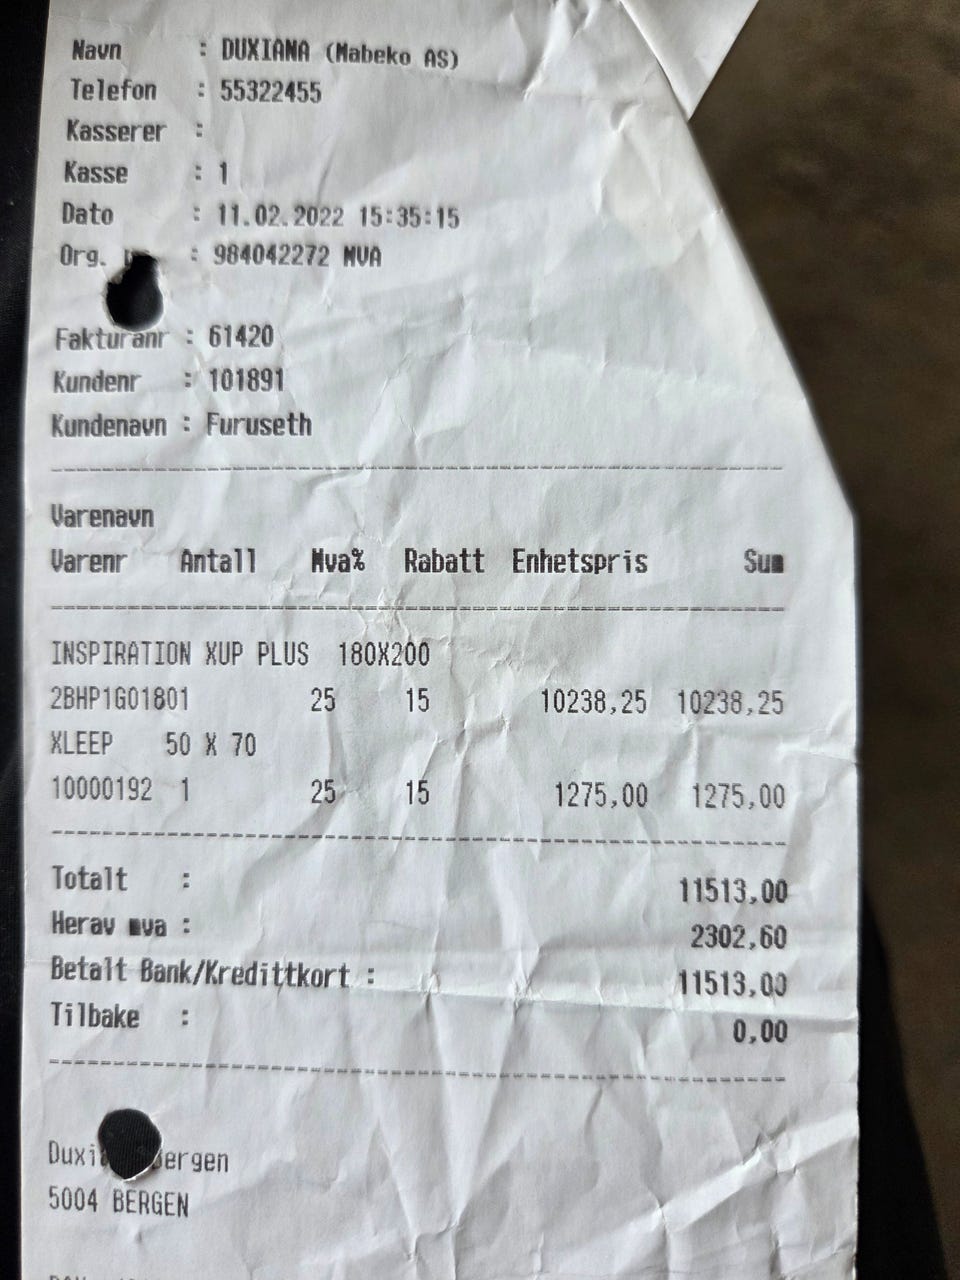 Navn : DUXIANA (Mabeko AS)
Telefon : 55322455
Kasserer :
Kasse : 1
Dato : 11.02.2022 15:35:15
Org. : 984042272 MVA
Fakturanr : 61420
Kundenr : 101891
Kundenavn : Furuseth
Varenavn
Varenr Antall Mva% Rabatt Enhetspris Sum
INSPIRATION XUP PLUS 180X200
2BHP1G01801 25 15 10238,25 10238,25
XLEEP 50 X 70
10000192 1 25 15 1275,00 1275,00
Totalt : 11513,00
Herav mva : 2302,60
Betalt Bank/Kredittkort : 11513,00
Tilbake : 0,00
Bergen
5004 BERGEN